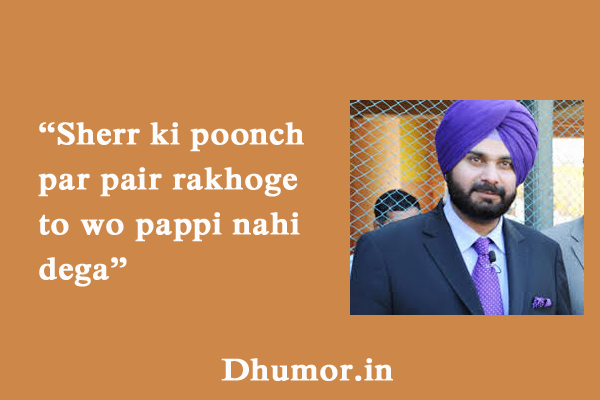 “Sherr ki poonch
par pair rakhoge
to wo pappi nahi
dega”
Dhumor.in